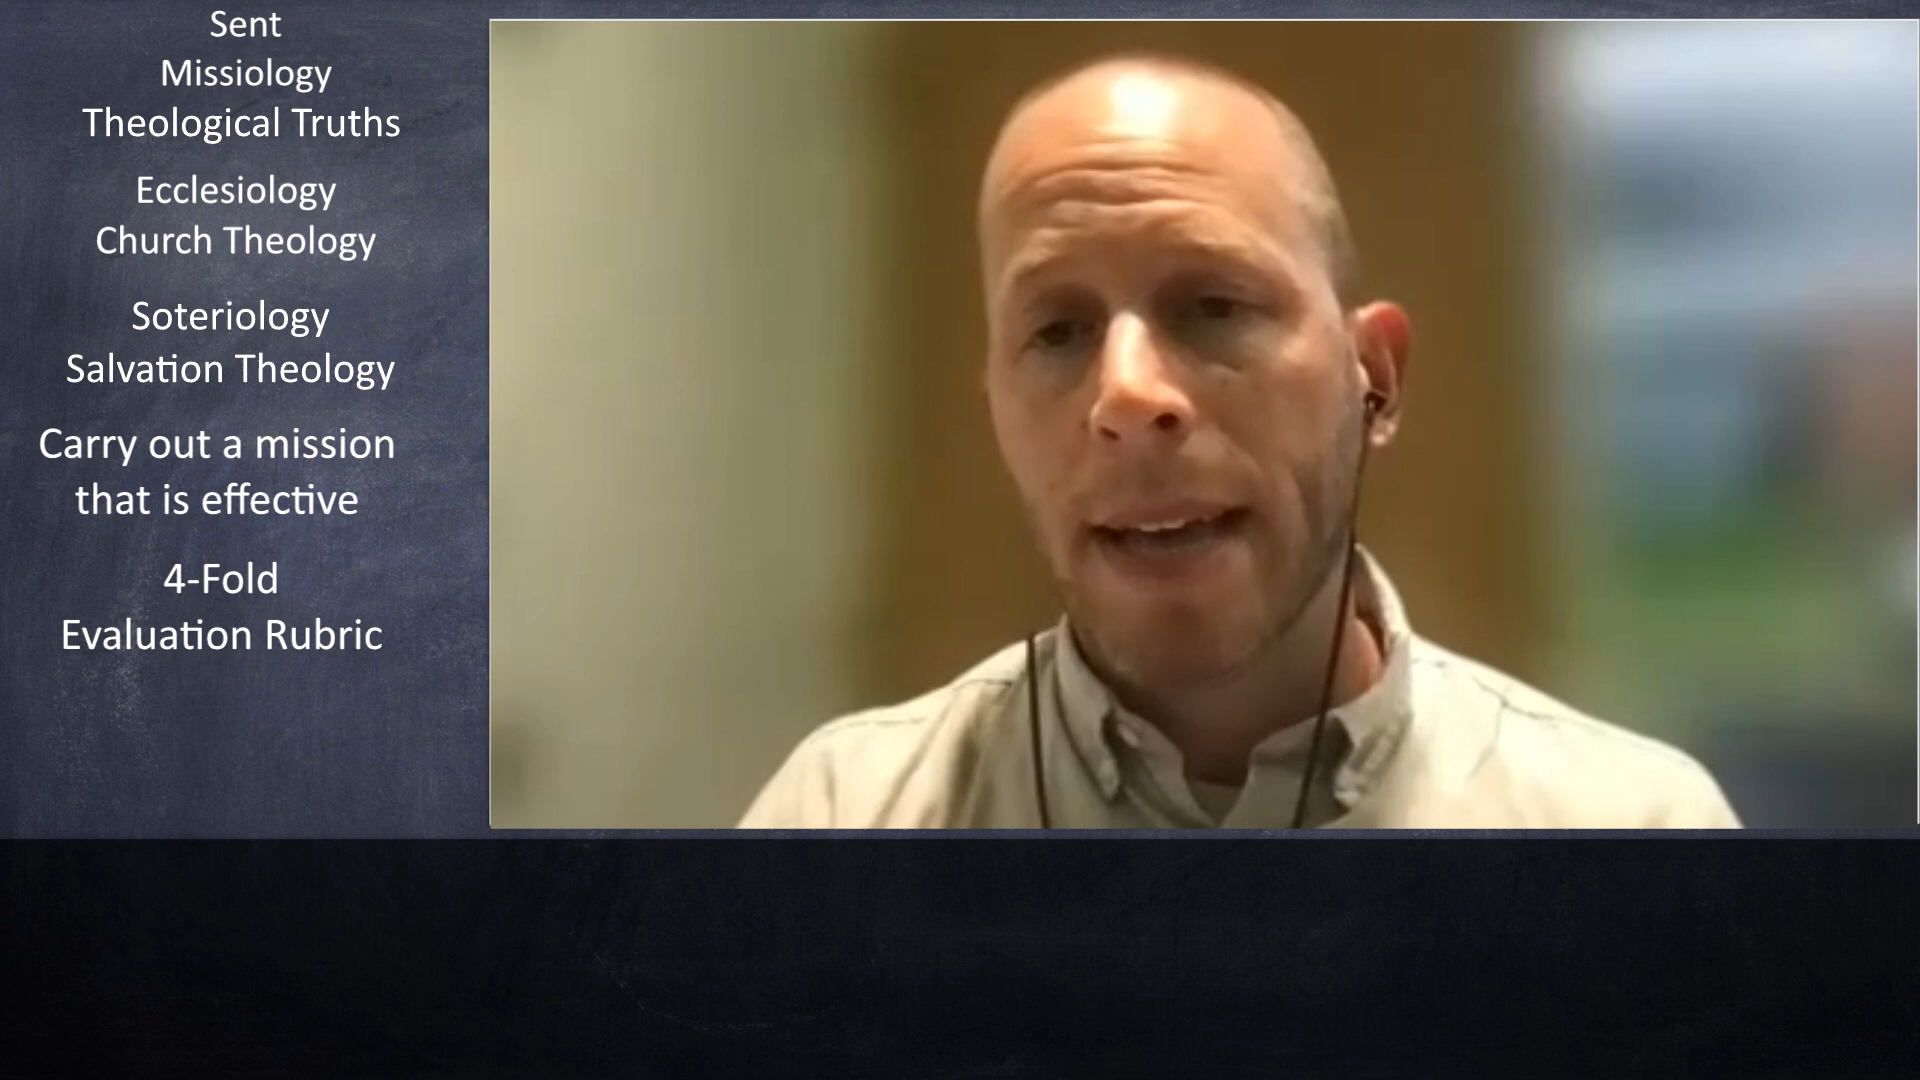 Sent
Missiology
Theological Truths
Ecclesiology
Church Theology
Soteriology
Salvation Theology
Carry out a mission
that is effective
4-Fold
Evaluation Rubric